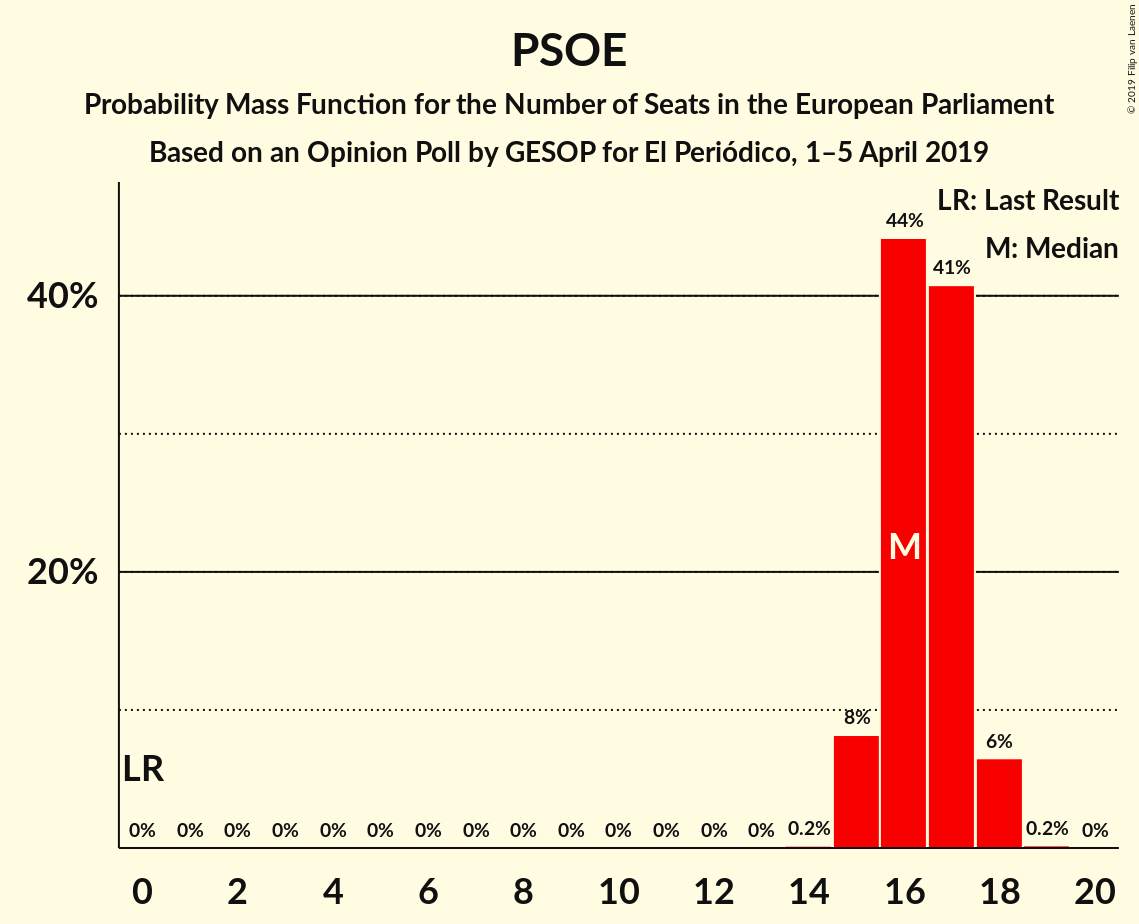 PSOE
Probability Mass Function for the Number of Seats in the European Parliament
Based on an Opinion Poll by GESOP for El Periódico, 1–5 April 2019
© 2019 Filip van Laenen
LR: Last Result
M: Median
44%
41%
40%
M
20%
8%
6%
LR
0% 0% 0% 0% 0% 0% 0% 0% 0% 0% 0% 0% 0% 0% 0.2% 0.2% 0%
0 2 4 6 8 10 12 14 16 18 20